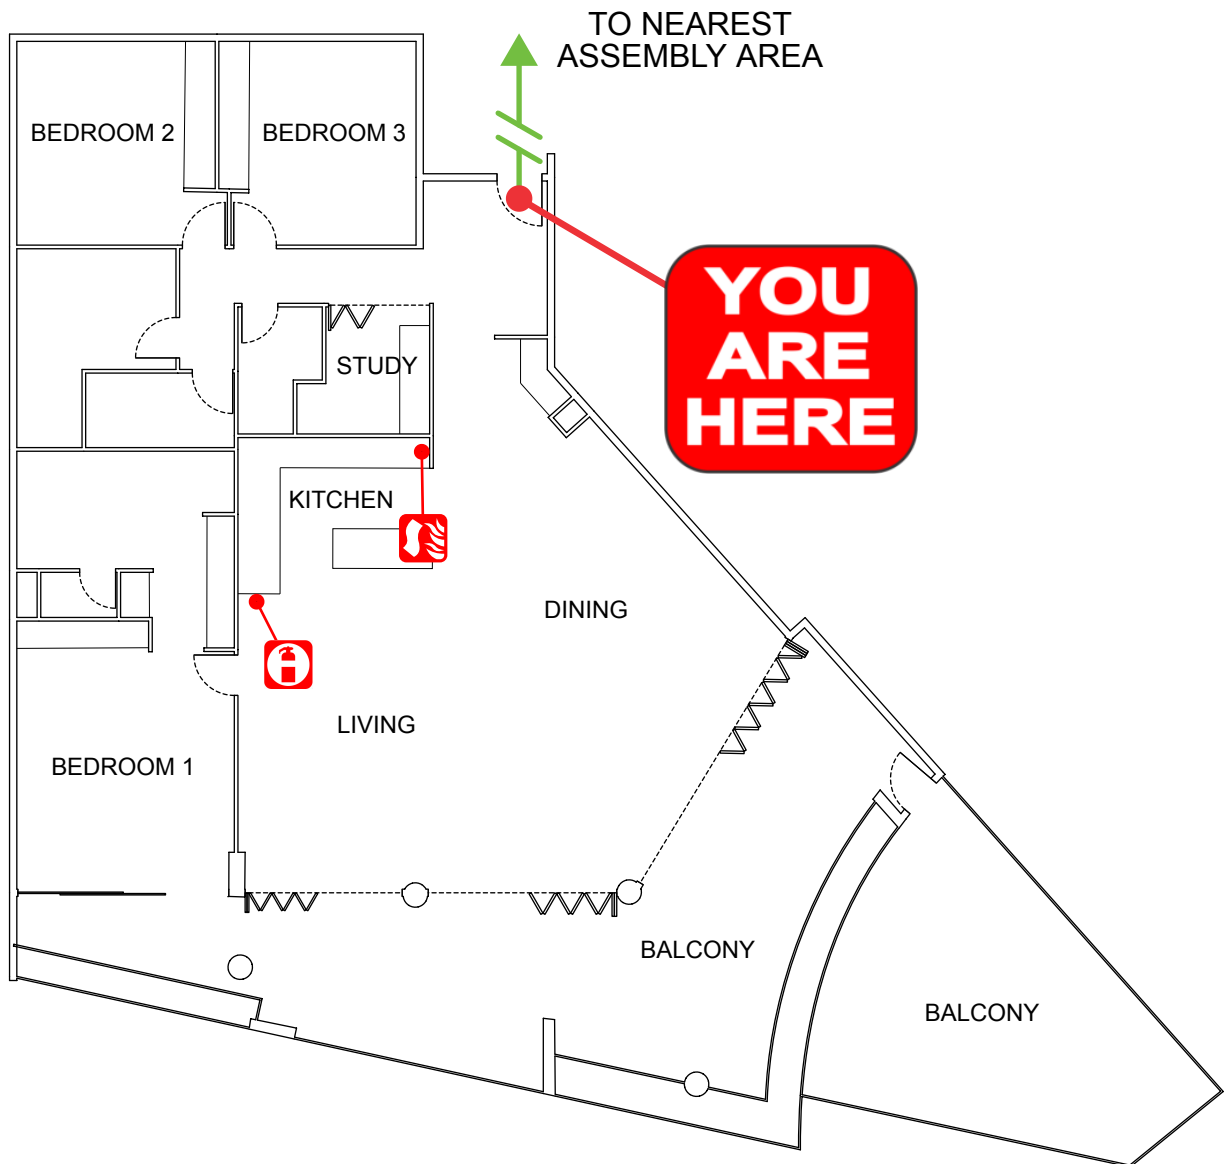 TO NEAREST
ASSEMBLY AREA
BEDROOM 2
BEDROOM 3
YOU
ARE
HERE
STUDY
KITCHEN
DINING
LIVING
BEDROOM 1
BALCONY
BALCONY